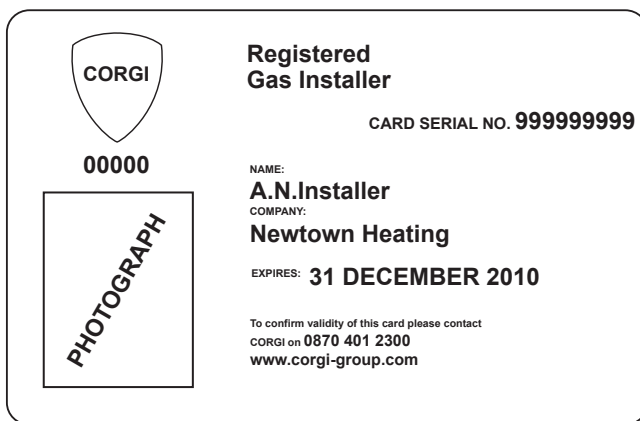 CORGI
00000
PHOTOGRAPH
Registered
Gas Installer
CARD SERIAL NO. 999999999
NAME:
A.N.Installer
COMPANY:
Newtown Heating
EXPIRES: 31 DECEMBER 2010
To confirm validity of this card please contact
CORGI on 0870 401 2300
www.corgi-group.com